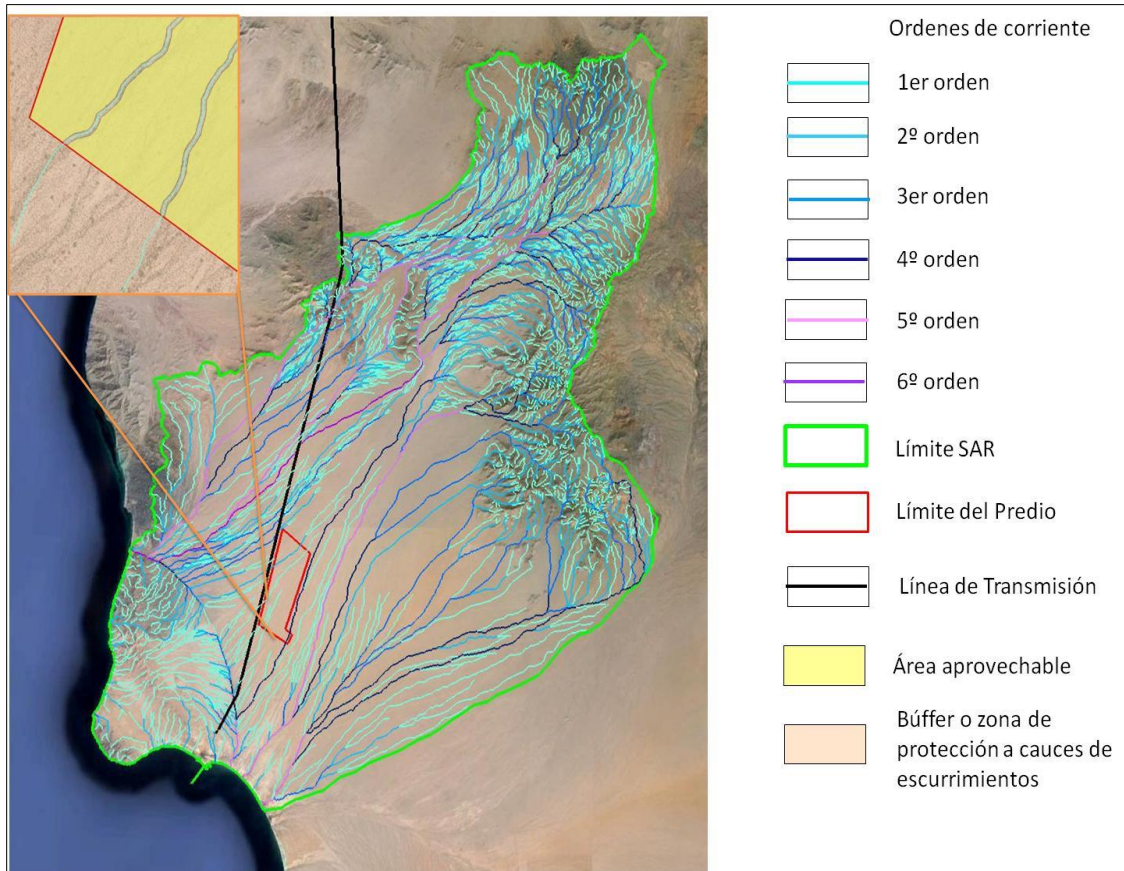 Ordenes de corriente
1er orden
2º orden
3er orden
4º orden
5º orden
6º orden
Límite SAR
Límite del Predio
Línea de Transmisión
Área aprovechable
Búffer o zona de
protección a cauces de
escurrimientos